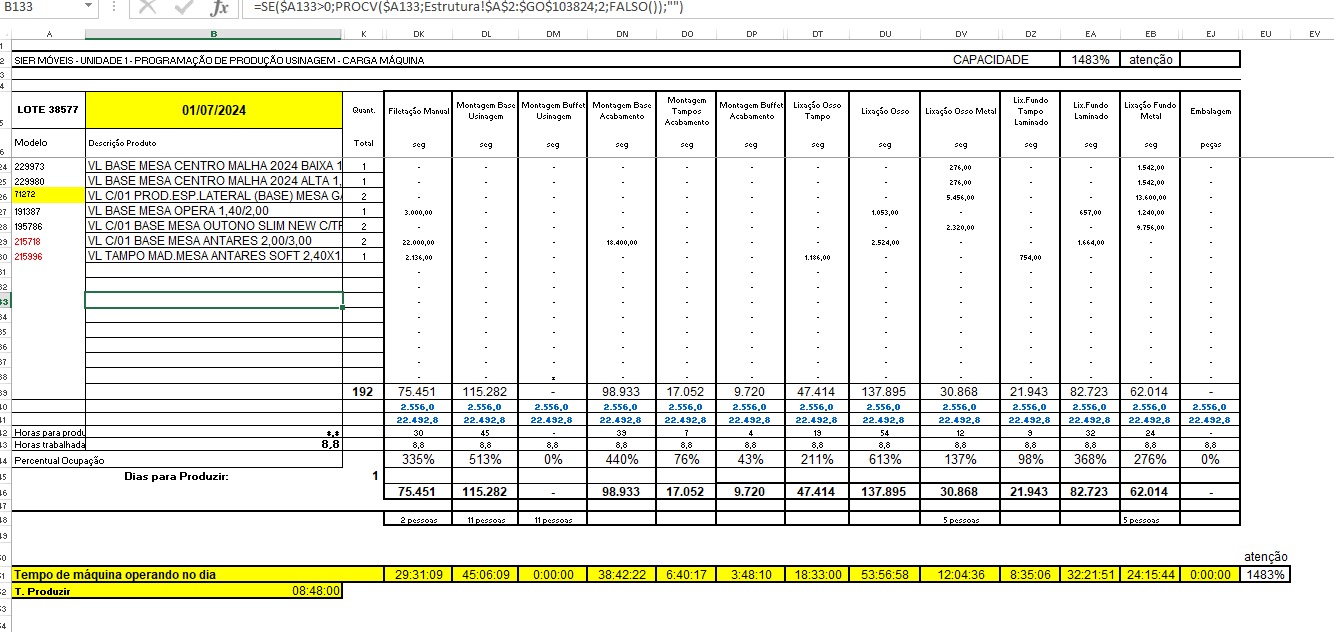 B133 fx =SE($A133>0;PROCV($A133;Estrutura!$A$2:$GO$103824;2;FALSO());"")
A B K DK DL DM DN DO DP DT DU DV DZ EA EB EJ EU EV
SIER MÓVEIS - UNIDADE 1 - PROGRAMAÇÃO DE PRODUÇÃO USINAGEM - CARGA MÁQUINA CAPACIDADE 1483% atenção
LOTE 38577 01/07/2024 Quant. Filetação Manual Montagem Base Usinagem Montagem Buffet Usinagem Montagem Base Acabamento Montagem Tampos Acabamento Montagem Buffet Acabamento Lixação Osso Tampo Lixação Osso Lixação Osso Metal Lix.Fundo Tampo Laminado Lix.Fundo Laminado Lixação Fundo Metal Embalagem
Modelo Descrição Produto Total seg seg seg seg seg seg seg seg seg seg seg seg peças
229973 VL BASE MESA CENTRO MALHA 2024 BAIXA 1 1 - - - - - - - - 276,00 - - 1.542,00 -
229980 VL BASE MESA CENTRO MALHA 2024 ALTA 1, 1 - - - - - - - - 276,00 - - 1.542,00 -
71272 VL C/01 PROD.ESP.LATERAL (BASE) MESA GA 2 - - - - - - - - 5.456,00 - - 13.600,00 -
191387 VL BASE MESA OPERA 1,40/2,00 1 3.000,00 - - - - - - 1.053,00 - - 657,00 1.240,00 -
195786 VL C/01 BASE MESA OUTONO SLIM NEW C/TF 2 - - - - - - - - 2.320,00 - - 9.756,00 -
215718 VL C/01 BASE MESA ANTARES 2,00/3,00 2 22.000,00 - - 18.400,00 - - - 2.524,00 - - 1.664,00 - -
215996 VL TAMPO MAD.MESA ANTARES SOFT 2,40X1 1 2.136,00 - - - - - 1.186,00 - - 754,00 - - -
- - - - - - - - - - - - -
- - - - - - - - - - - - -
- - - - - - - - - - - - -
- - - - - - - - - - - - -
- - - - - - - - - - - - -
- - - - - - - - - - - - -
- - - - - - - - - - - - -
- - - - - - - - - - - -
192 75.451 115.282 98.933 17.052 9.720 47.414 137.895 30.868 21.943 82.723 62.014 -
2.556,0 2.556,0 2.556,0 2.556,0 2.556,0 2.556,0 2.556,0 2.556,0 2.556,0 2.556,0 2.556,0 2.556,0 2.556,0
22.492,8 22.492,8 22.492,8 22.492,8 22.492,8 22.492,8 22.492,8 22.492,8 22.492,8 22.492,8 22.492,8 22.492,8 22.492,8
Horas para produ *,* 30 45 - 39 7 4 19 54 12 9 32 24 -
Horas trabalhada 8,8 8,8 8,8 8,8 8,8 8,8 8,8 8,8 8,8 8,8 8,8 8,8 8,8 8,8
Percentual Ocupação 335% 513% 0% 440% 76% 43% 211% 613% 137% 98% 368% 276% 0%
Dias para Produzir: 1
75.451 115.282 - 98.933 17.052 9.720 47.414 137.895 30.868 21.943 82.723 62.014 -
2 pessoas 11 pessoas 11 pessoas 5 pessoas 5 pessoas
atenção
Tempo de máquina operando no dia 29:31:09 45:06:09 0:00:00 38:42:22 6:40:17 3:48:10 18:33:00 53:56:58 12:04:36 8:35:06 32:21:51 24:15:44 0:00:00 1483%
T. Produzir 08:48:00